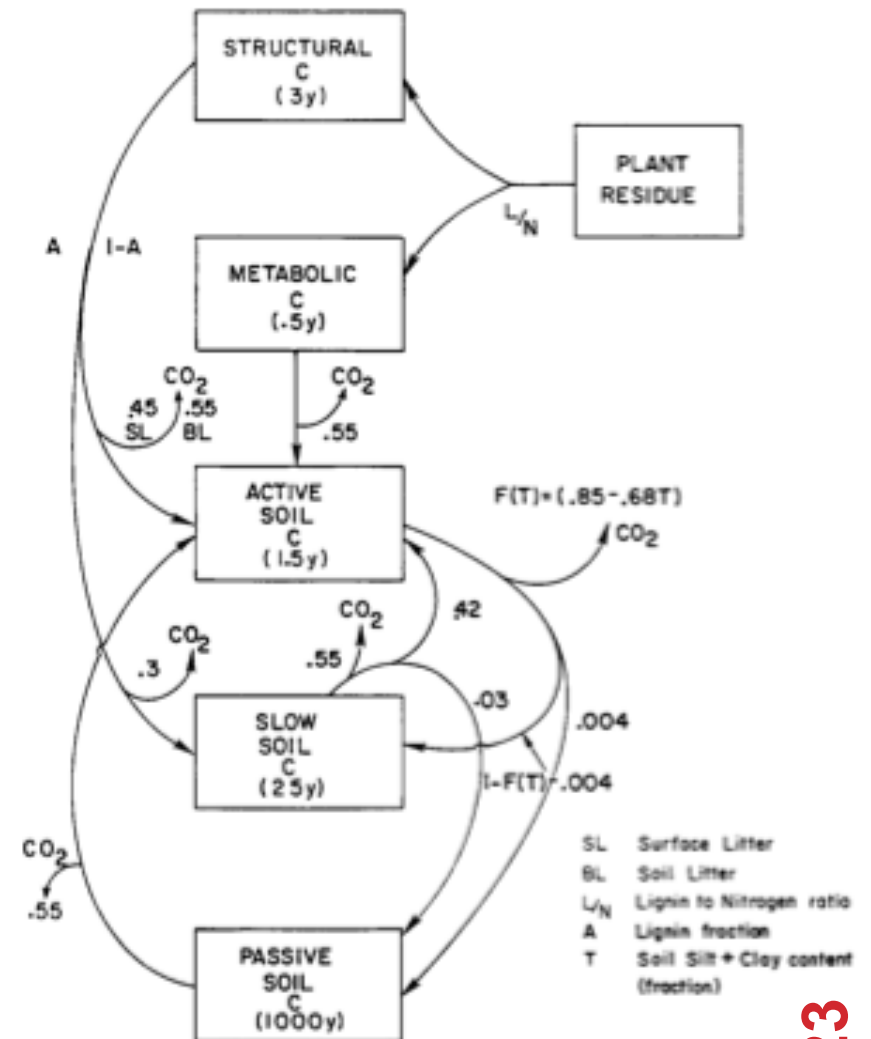 STRUCTURAL
C
(3y)
PLANT
RESIDUE
L/N
A
1-A
METABOLIC
C
(.5y)
CO2
.45
SL
.55
BL
CO2
.55
ACTIVE
SOIL
C
(1.5y)
F(T)=(.85-.68T)
CO2
CO2
.3
CO2
.55
.42
.03
.004
SLOW
SOIL
C
(25y)
1-F(T)-.004
CO2
.55
PASSIVE
SOIL
C
(1000y)
SL Surface Litter
BL Soil Litter
L/N Lignin to Nitrogen ratio
A Lignin fraction
T Soil Silt + Clay content
(fraction)
23